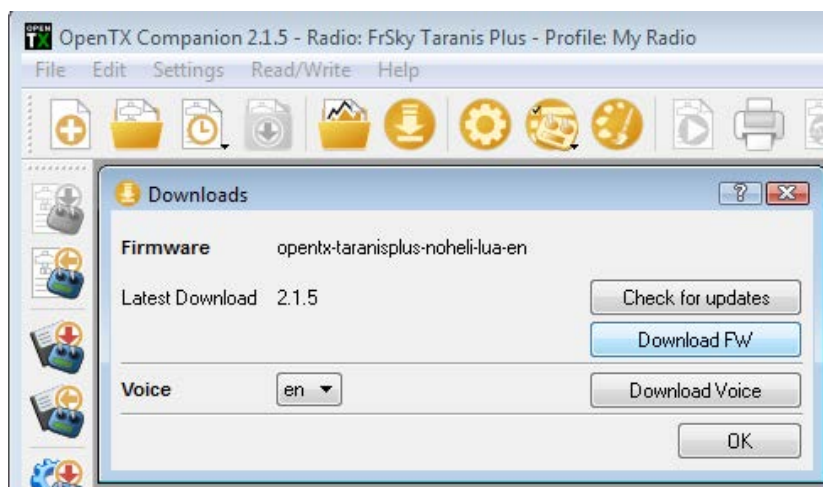 OPEN
TX
OpenTX Companion 2.1.5 - Radio: FrSky Taranis Plus - Profile: My Radio
File Edit Settings Read/Write Help
Downloads
?
Firmware opentx-taranisplus-noheli-lua-en
Latest Download 2.1.5 Check for updates
Download FW
Voice en Download Voice
OK